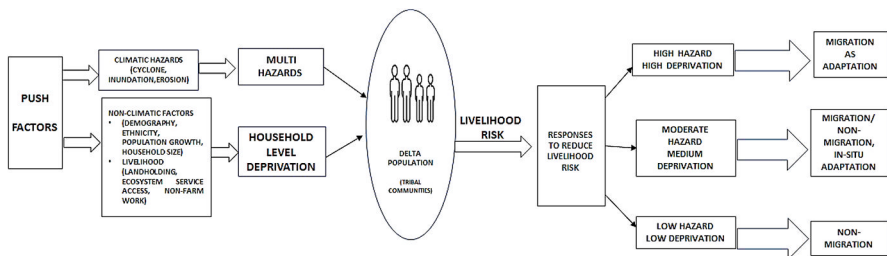 PUSH
FACTORS
CLIMATIC HAZARDS
(CYCLONE,
INUNDATION,EROSION)
MULTI
HAZARDS
NON-CLIMATIC FACTORS
• (DEMOGRAPHY,
ETHNICITY,
POPULATION GROWTH,
HOUSEHOLD SIZE)
• LIVELIHOOD
(LANDHOLDING,
ECOSYSTEM SERVICE
ACCESS, NON-FARM
WORK)
HOUSEHOLD
LEVEL
DEPRIVATION
DELTA
POPULATION
(TRIBAL
COMMUNITIES)
LIVELIHOOD
RISK
RESPONSES
TO REDUCE
LIVELIHOOD
RISK
HIGH HAZARD
HIGH DEPRIVATION
MIGRATION
AS
ADAPTATION
MODERATE
HAZARD
MEDIUM
DEPRIVATION
MIGRATION/
NON-
MIGRATION,
IN-SITU
ADAPTATION
LOW HAZARD
LOW DEPRIVATION
NON-
MIGRATION